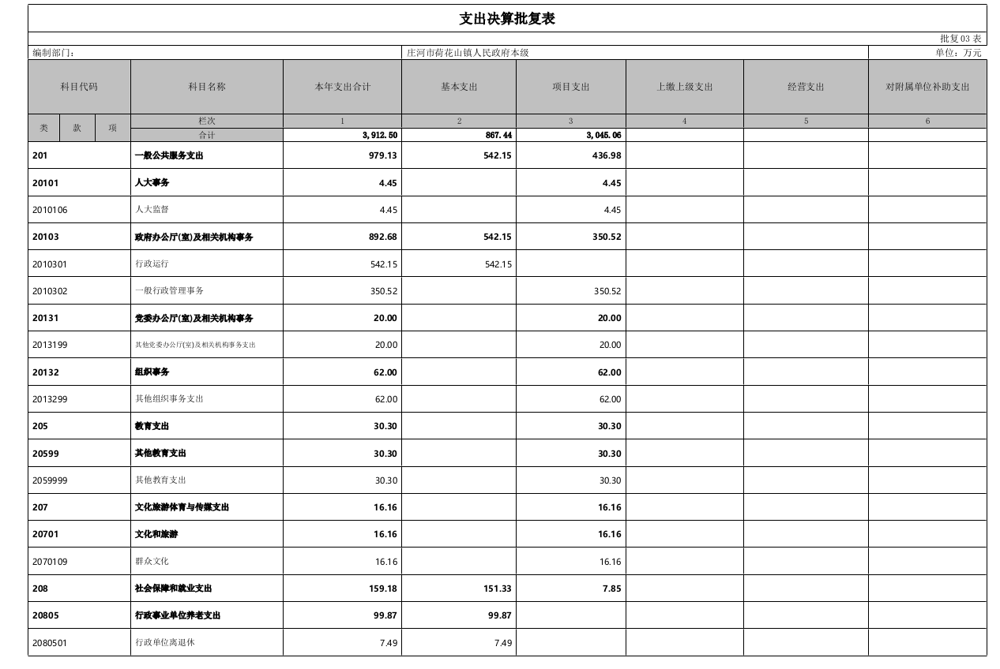 支出决算批复表
批复 03 表
编制部门： 庄河市荷花山镇人民政府本级 单位：万元
科目代码 科目名称 本年支出合计 基本支出 项目支出 上缴上级支出 经营支出 对附属单位补助支出
类 款 项 栏次 1 2 3 4 5 6
合计 3,912.50 867.44 3,045.06
201 一般公共服务支出 979.13 542.15 436.98
20101 人大事务 4.45 4.45
2010106 人大监督 4.45 4.45
20103 政府办公厅(室)及相关机构事务 892.68 542.15 350.52
2010301 行政运行 542.15 542.15
2010302 一般行政管理事务 350.52 350.52
20131 党委办公厅(室)及相关机构事务 20.00 20.00
2013199 其他党委办公厅(室)及相关机构事务支出 20.00 20.00
20132 组织事务 62.00 62.00
2013299 其他组织事务支出 62.00 62.00
205 教育支出 30.30 30.30
20599 其他教育支出 30.30 30.30
2059999 其他教育支出 30.30 30.30
207 文化旅游体育与传媒支出 16.16 16.16
20701 文化和旅游 16.16 16.16
2070109 群众文化 16.16 16.16
208 社会保障和就业支出 159.18 151.33 7.85
20805 行政事业单位养老支出 99.87 99.87
2080501 行政单位离退休 7.49 7.49